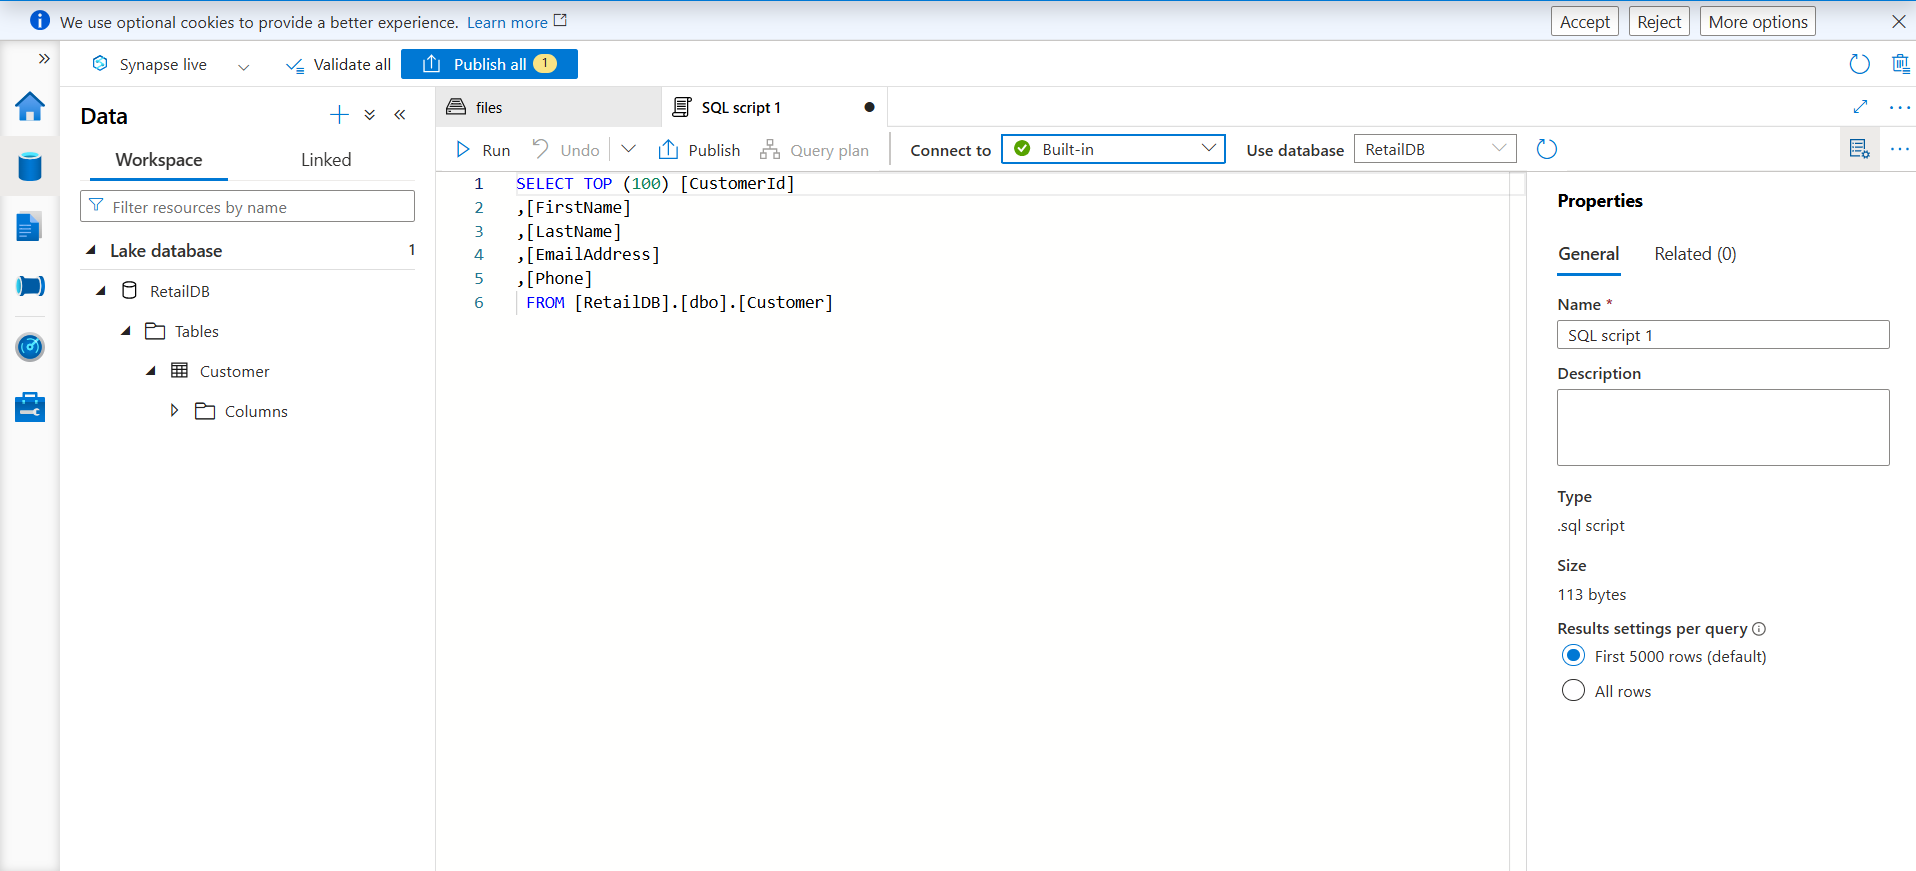 We use optional cookies to provide a better experience. Learn more
Accept
Reject
More options
Synapse live
Validate all
Publish all 1
Data
Workspace
Linked
Filter resources by name
Lake database 1
RetailDB
Tables
Customer
Columns
files
SQL script 1
Run
Undo
Publish
Query plan
Connect to
Built-in
Use database
RetailDB
1 SELECT TOP (100) [CustomerId]
2 ,[FirstName]
3 ,[LastName]
4 ,[EmailAddress]
5 ,[Phone]
6 FROM [RetailDB].[dbo].[Customer]
Properties
General
Related (0)
Name *
SQL script 1
Description
Type
.sql script
Size
113 bytes
Results settings per query
First 5000 rows (default)
All rows